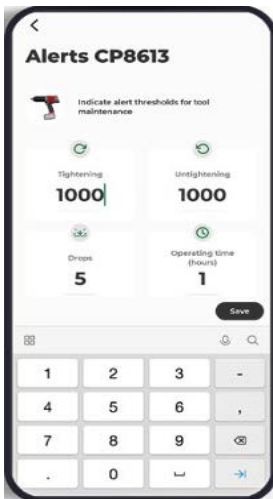 Alerts CP8613
Indicate alert thresholds for tool
maintenance
Tightening
1000
Untightening
1000
Drops
5
Operating time
(hours)
1
Save
1 2 3 -
4 5 6 ,
7 8 9
. 0